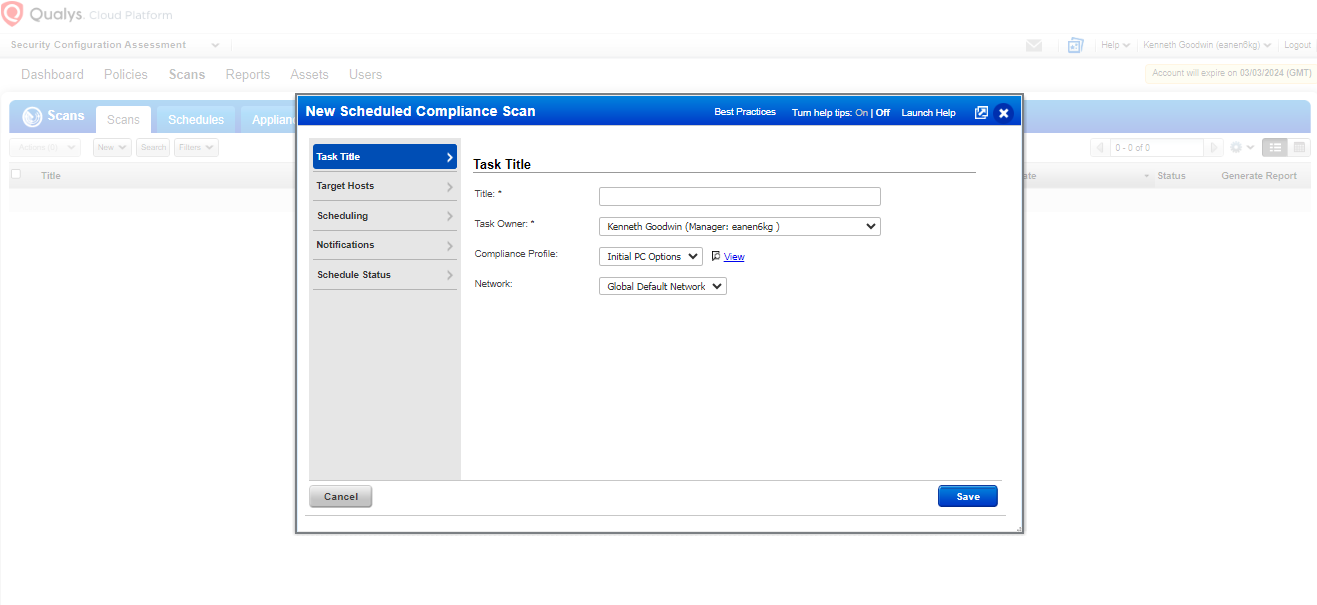 Qualys. Cloud Platform
Security Configuration Assessment
Help
Kenneth Goodwin (eanen6kg)
Logout
Dashboard Policies Scans Reports Assets Users
Account will expire on 03/03/2024 (GMT)
Scans Scans Schedules Applian
New Scheduled Compliance Scan
Best Practices
Turn help tips: On | Off
Launch Help
Actions (0) New Search Filters
0 - 0 of 0
Title
ate
Status
Generate Report
Task Title
Target Hosts
Scheduling
Notifications
Schedule Status
Task Title
Title: *
Task Owner: * Kenneth Goodwin (Manager: eanen6kg )
Compliance Profile: Initial PC Options View
Network: Global Default Network
Cancel
Save